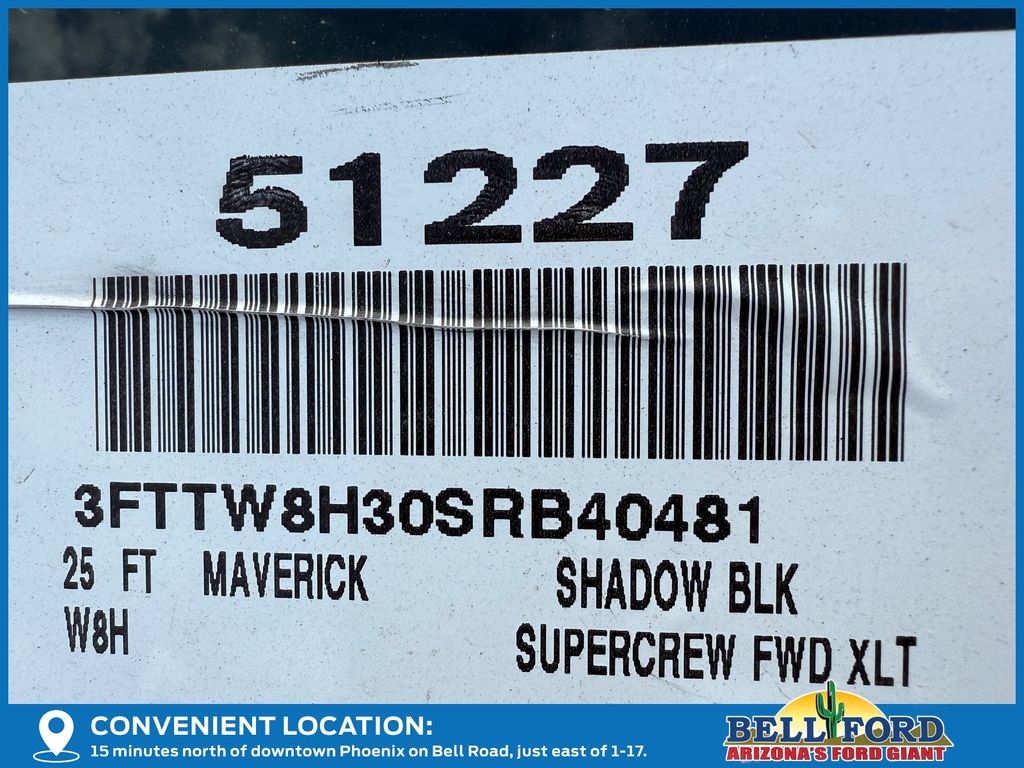 51227
3FTTW8H30SRB40481
25 FT MAVERICK SHADOW BLK
W8H SUPERCREW FWD XLT
CONVENIENT LOCATION:
15 minutes north of downtown Phoenix on Bell Road, just east of 1-17.
BELL FORD
ARIZONA'S FORD GIANT